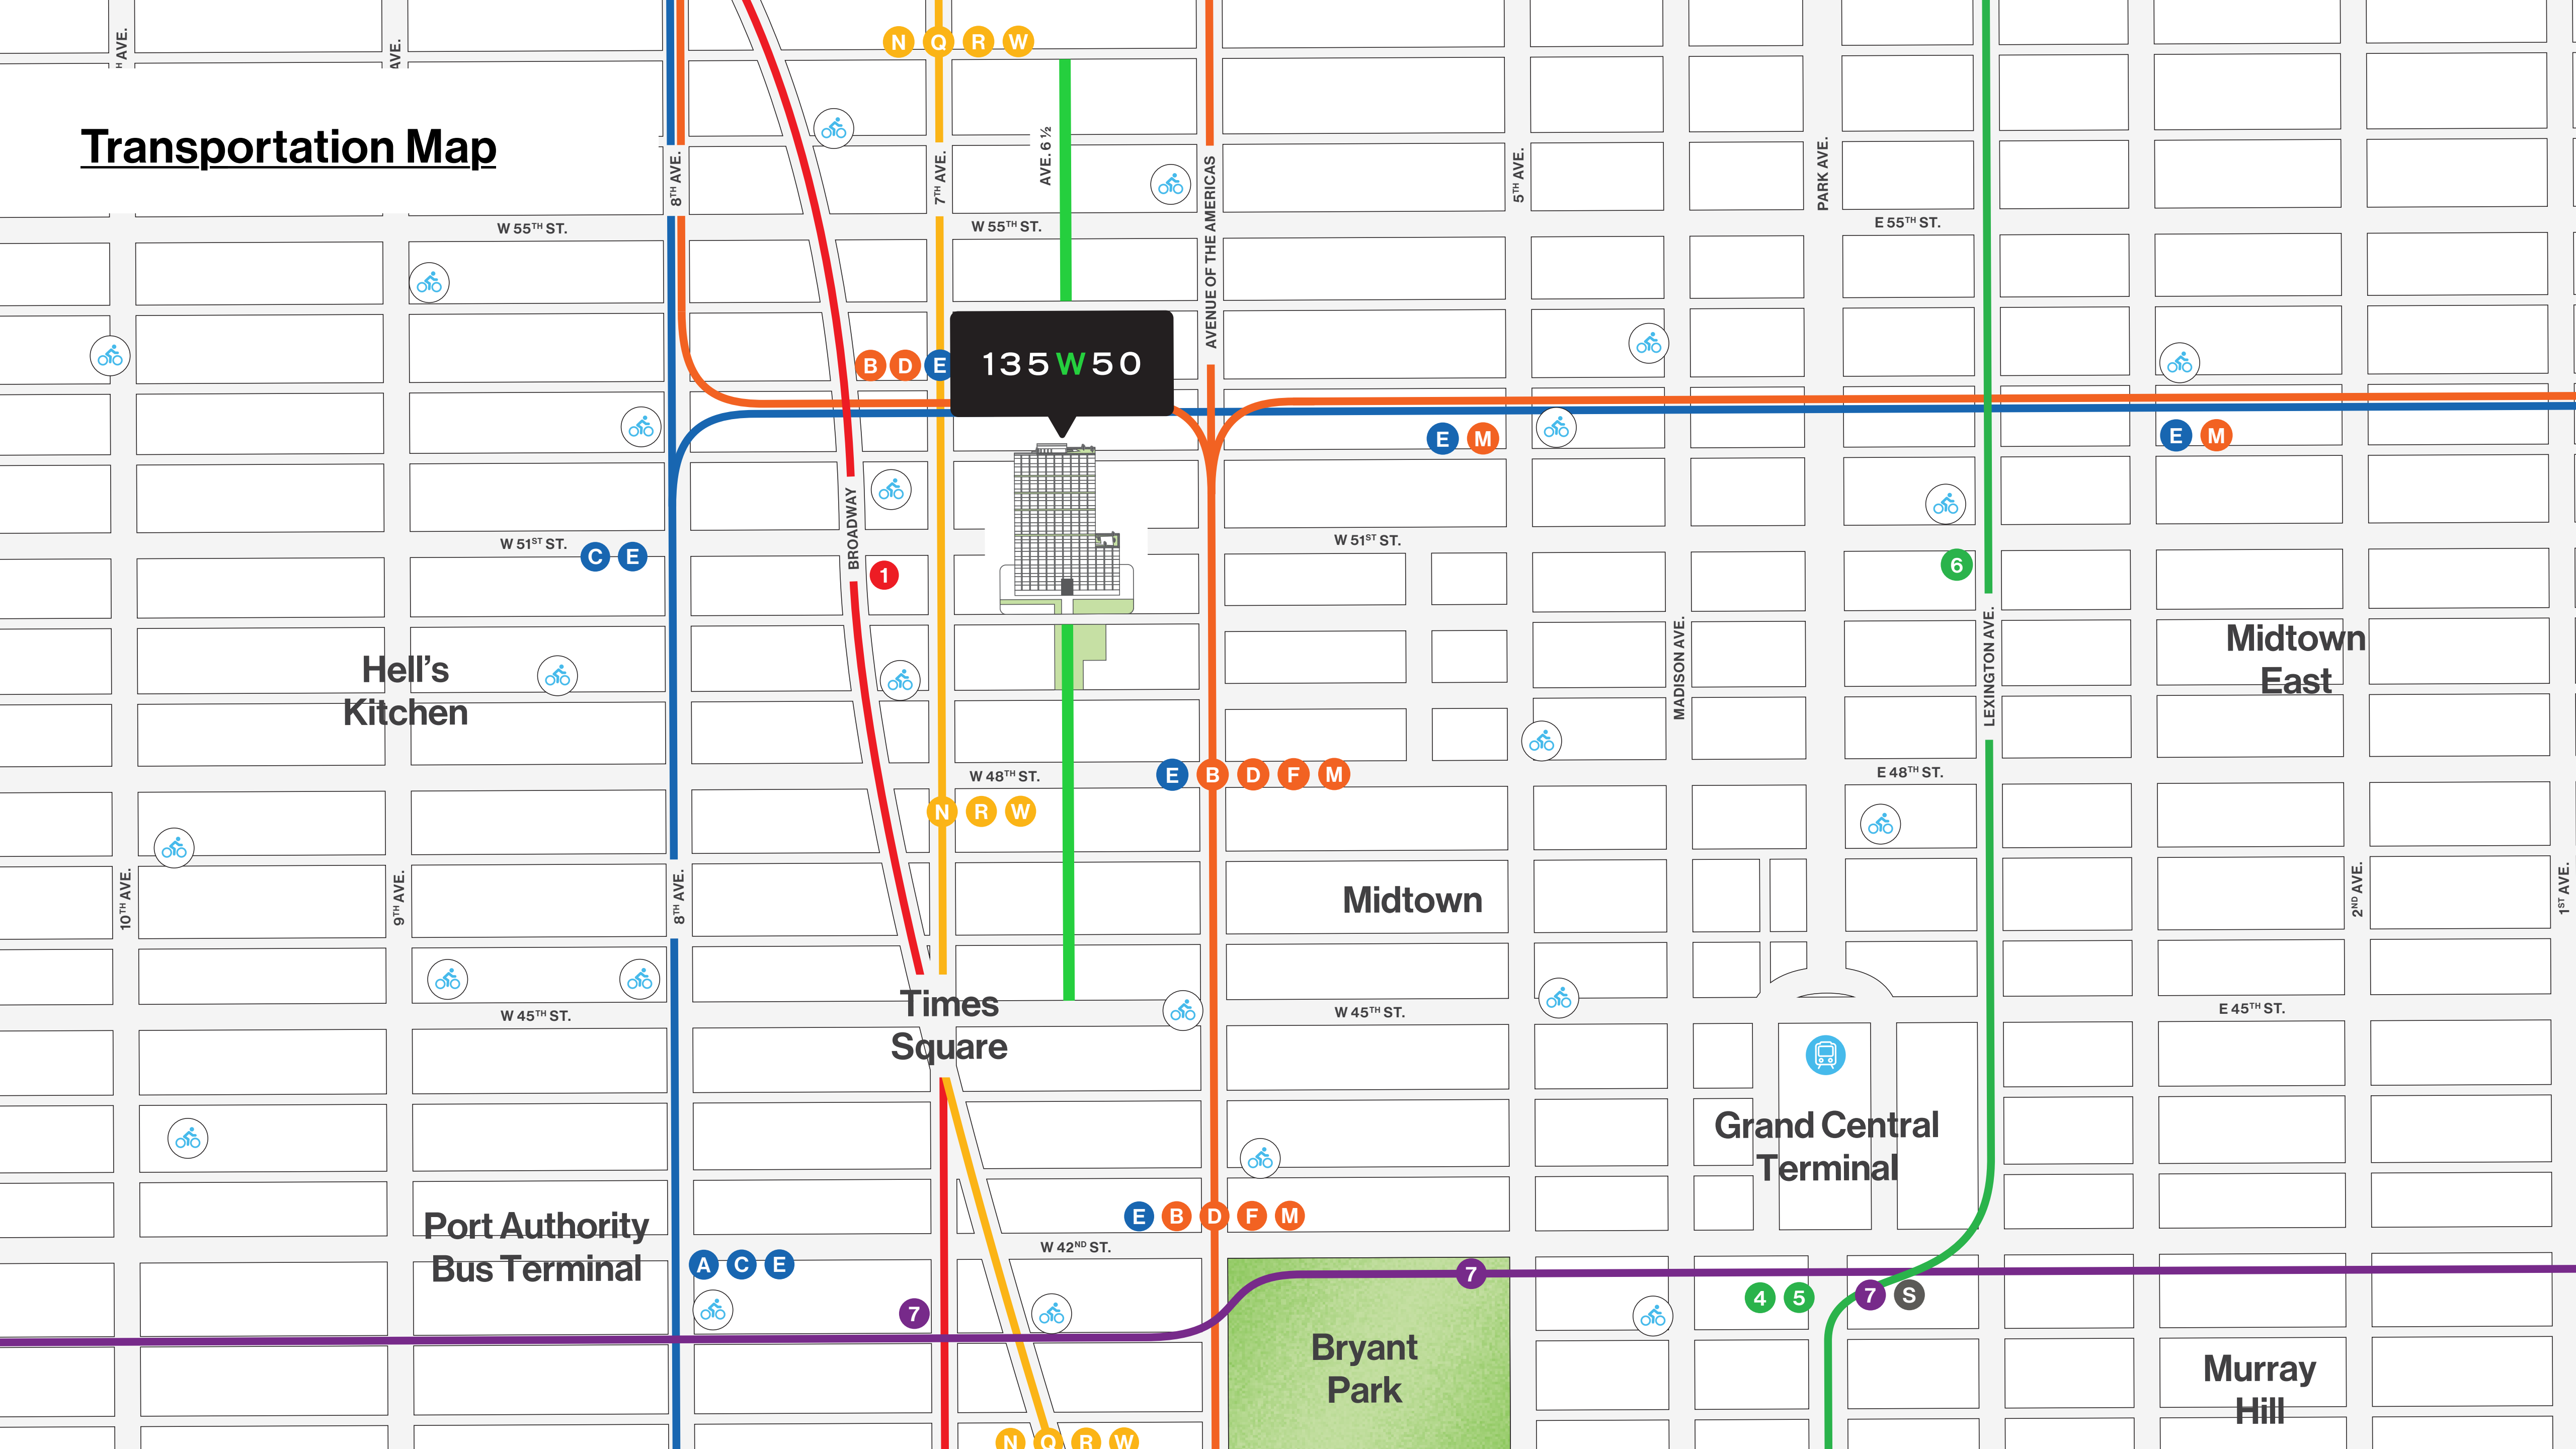 H AVE.
AVE.
N Q R W
Transportation Map
8TH AVE.
7TH AVE.
AVE. 6 ½
AVENUE OF THE AMERICAS
5TH AVE.
PARK AVE.
W 55TH ST.
W 55TH ST.
E 55TH ST.
B D E
135W50
E M
E M
BROADWAY
W 51ST ST.
C E
W 51ST ST.
1
6
Hell's
Kitchen
MADISON AVE.
LEXINGTON AVE.
Midtown
East
W 48TH ST.
E B D F M
E 48TH ST.
N R W
10TH AVE.
9TH AVE.
8TH AVE.
Midtown
2ND AVE.
1ST AVE.
Times
Square
W 45TH ST.
W 45TH ST.
E 45TH ST.
Grand Central
Terminal
Port Authority
Bus Terminal
E B D F M
W 42ND ST.
A C E
7
7
4 5
7 S
Bryant
Park
Murray
Hill
N Q R W